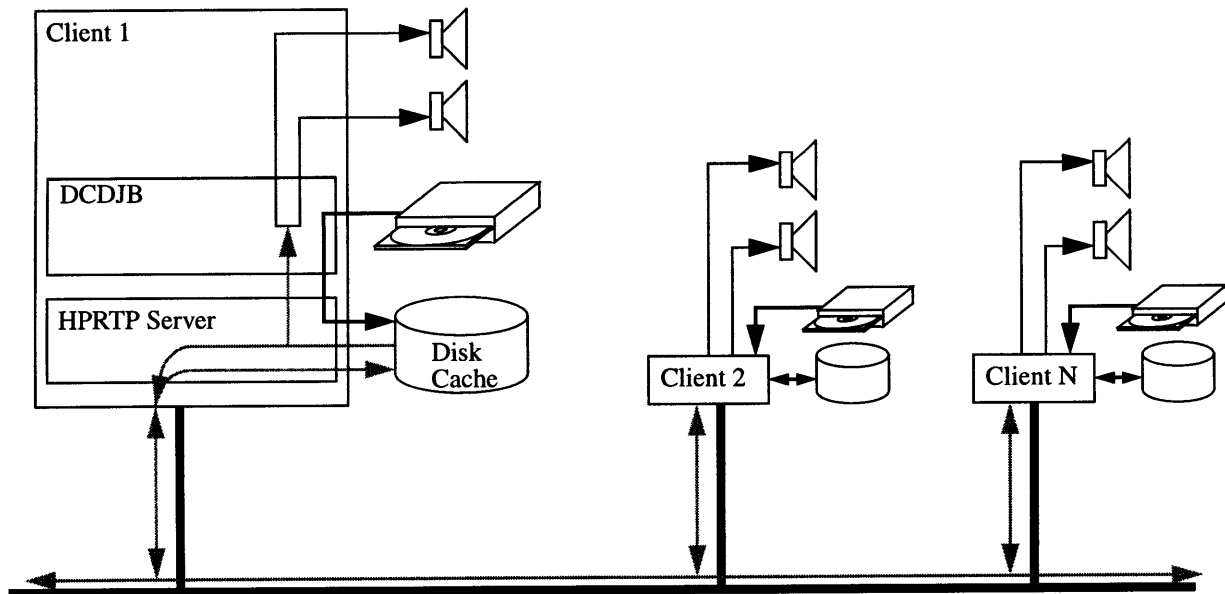 Client 1
DCDJB
HPRTP Server
Disk
Cache
Client 2
Client N